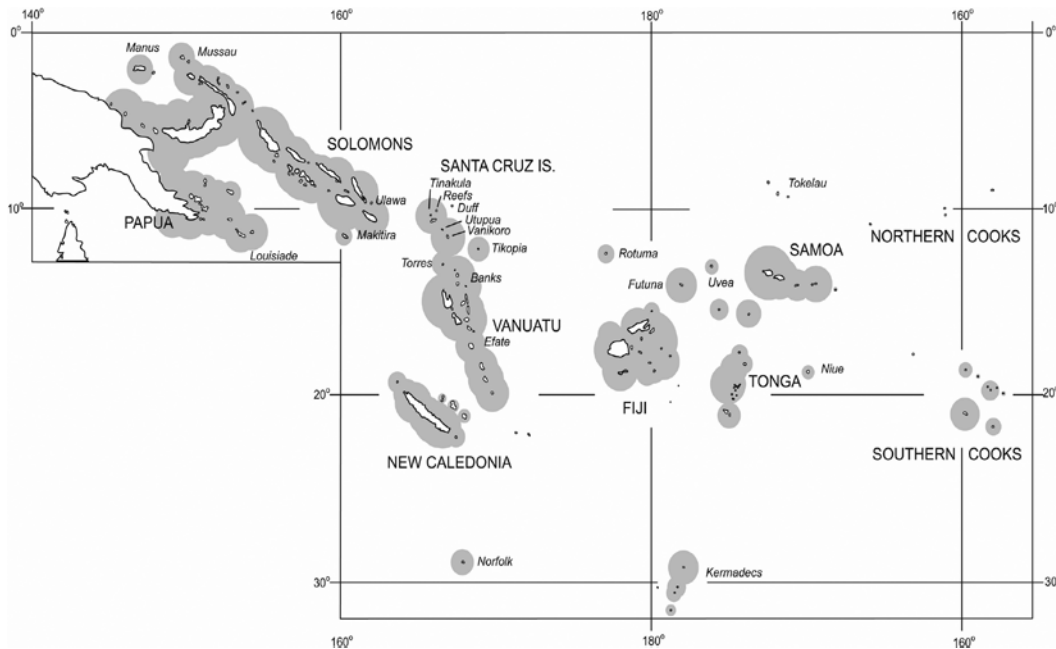 140°
160°
180°
160°
0°
0°
Manus
Mussau
SOLOMONS
SANTA CRUZ IS.
Tinakula
Reefs
Duff
Ulawa
Utupua
Vanikoro
Tokelau
10°
10°
PAPUA
Makitira
Louisiade
Tikopia
Rotuma
NORTHERN COOKS
SAMOA
Torres
Banks
Futuna
Uvea
VANUATU
Efate
Niue
TONGA
20°
20°
FIJI
NEW CALEDONIA
SOUTHERN COOKS
Norfolk
Kermadecs
30°
30°
160°
180°
160°